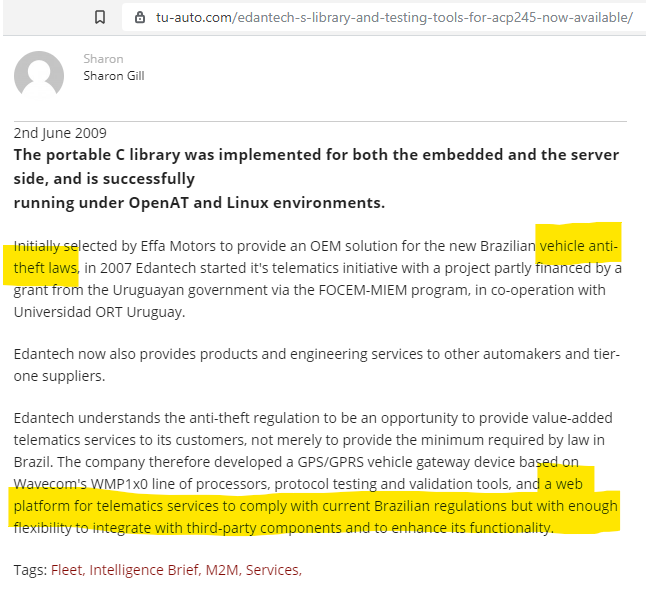 tu-auto.com/edantech-s-library-and-testing-tools-for-acp245-now-available/
Sharon
Sharon Gill
2nd June 2009
The portable C library was implemented for both the embedded and the server
side, and is successfully
running under OpenAT and Linux environments.
Initially selected by Effa Motors to provide an OEM solution for the new Brazilian vehicle anti-
theft laws, in 2007 Edantech started it's telematics initiative with a project partly financed by a
grant from the Uruguayan government via the FOCEM-MIEM program, in co-operation with
Universidad ORT Uruguay.
Edantech now also provides products and engineering services to other automakers and tier-
one suppliers.
Edantech understands the anti-theft regulation to be an opportunity to provide value-added
telematics services to its customers, not merely to provide the minimum required by law in
Brazil. The company therefore developed a GPS/GPRS vehicle gateway device based on
Wavecom's WMP1x0 line of processors, protocol testing and validation tools, and a web
platform for telematics services to comply with current Brazilian regulations but with enough
flexibility to integrate with third-party components and to enhance its functionality.
Tags: Fleet, Intelligence Brief, M2M, Services,